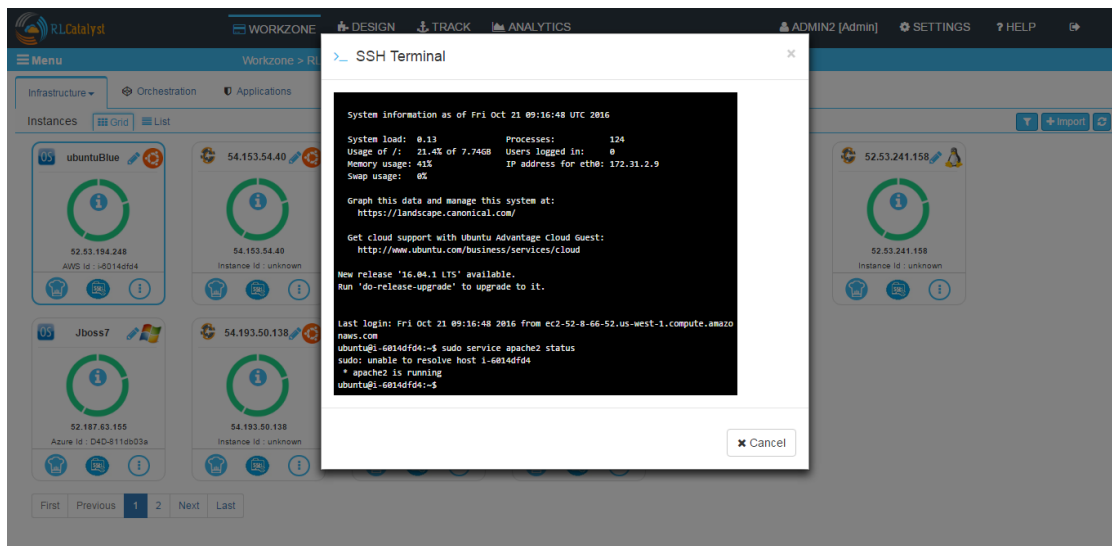 RLCatalyst
WORKZONE
DESIGN
TRACK
ANALYTICS
ADMIN2 [Admin]
SETTINGS
? HELP
Menu
Workzone > RL
Infrastructure
Orchestration
Applications
Instances
Grid
List
+Import
>_ SSH Terminal
×
System information as of Fri Oct 21 09:16:48 UTC 2016
System load: 0.13 Processes: 124
Usage of /: 21.4% of 7.74GB Users logged in: 0
Memory usage: 41% IP address for eth0: 172.31.2.9
Swap usage: 0%
Graph this data and manage this system at:
https://landscape.canonical.com/
Get cloud support with Ubuntu Advantage Cloud Guest:
http://www.ubuntu.com/business/services/cloud
New release '16.04.1 LTS' available.
Run 'do-release-upgrade' to upgrade to it.
Last login: Fri Oct 21 09:16:48 2016 from ec2-52-8-66-52.us-west-1.compute.amazo
naws.com
ubuntu@i-6014dfd4:~$ sudo service apache2 status
sudo: unable to resolve host i-6014dfd4
* apache2 is running
ubuntu@i-6014dfd4:~$
Cancel
OS
ubuntuBlue
52.53.194.248
AWS Id : i-6014dfd4
SSH
54.153.54.40
54.153.54.40
Instance Id : unknown
SSH
52.53.241.158
52.53.241.158
Instance Id : unknown
SSH
OS
Jboss7
52.187.63.155
Azure Id : D4D-811db03a
SSH
54.193.50.138
54.193.50.138
Instance Id : unknown
SSH
First
Previous
1
2
Next
Last